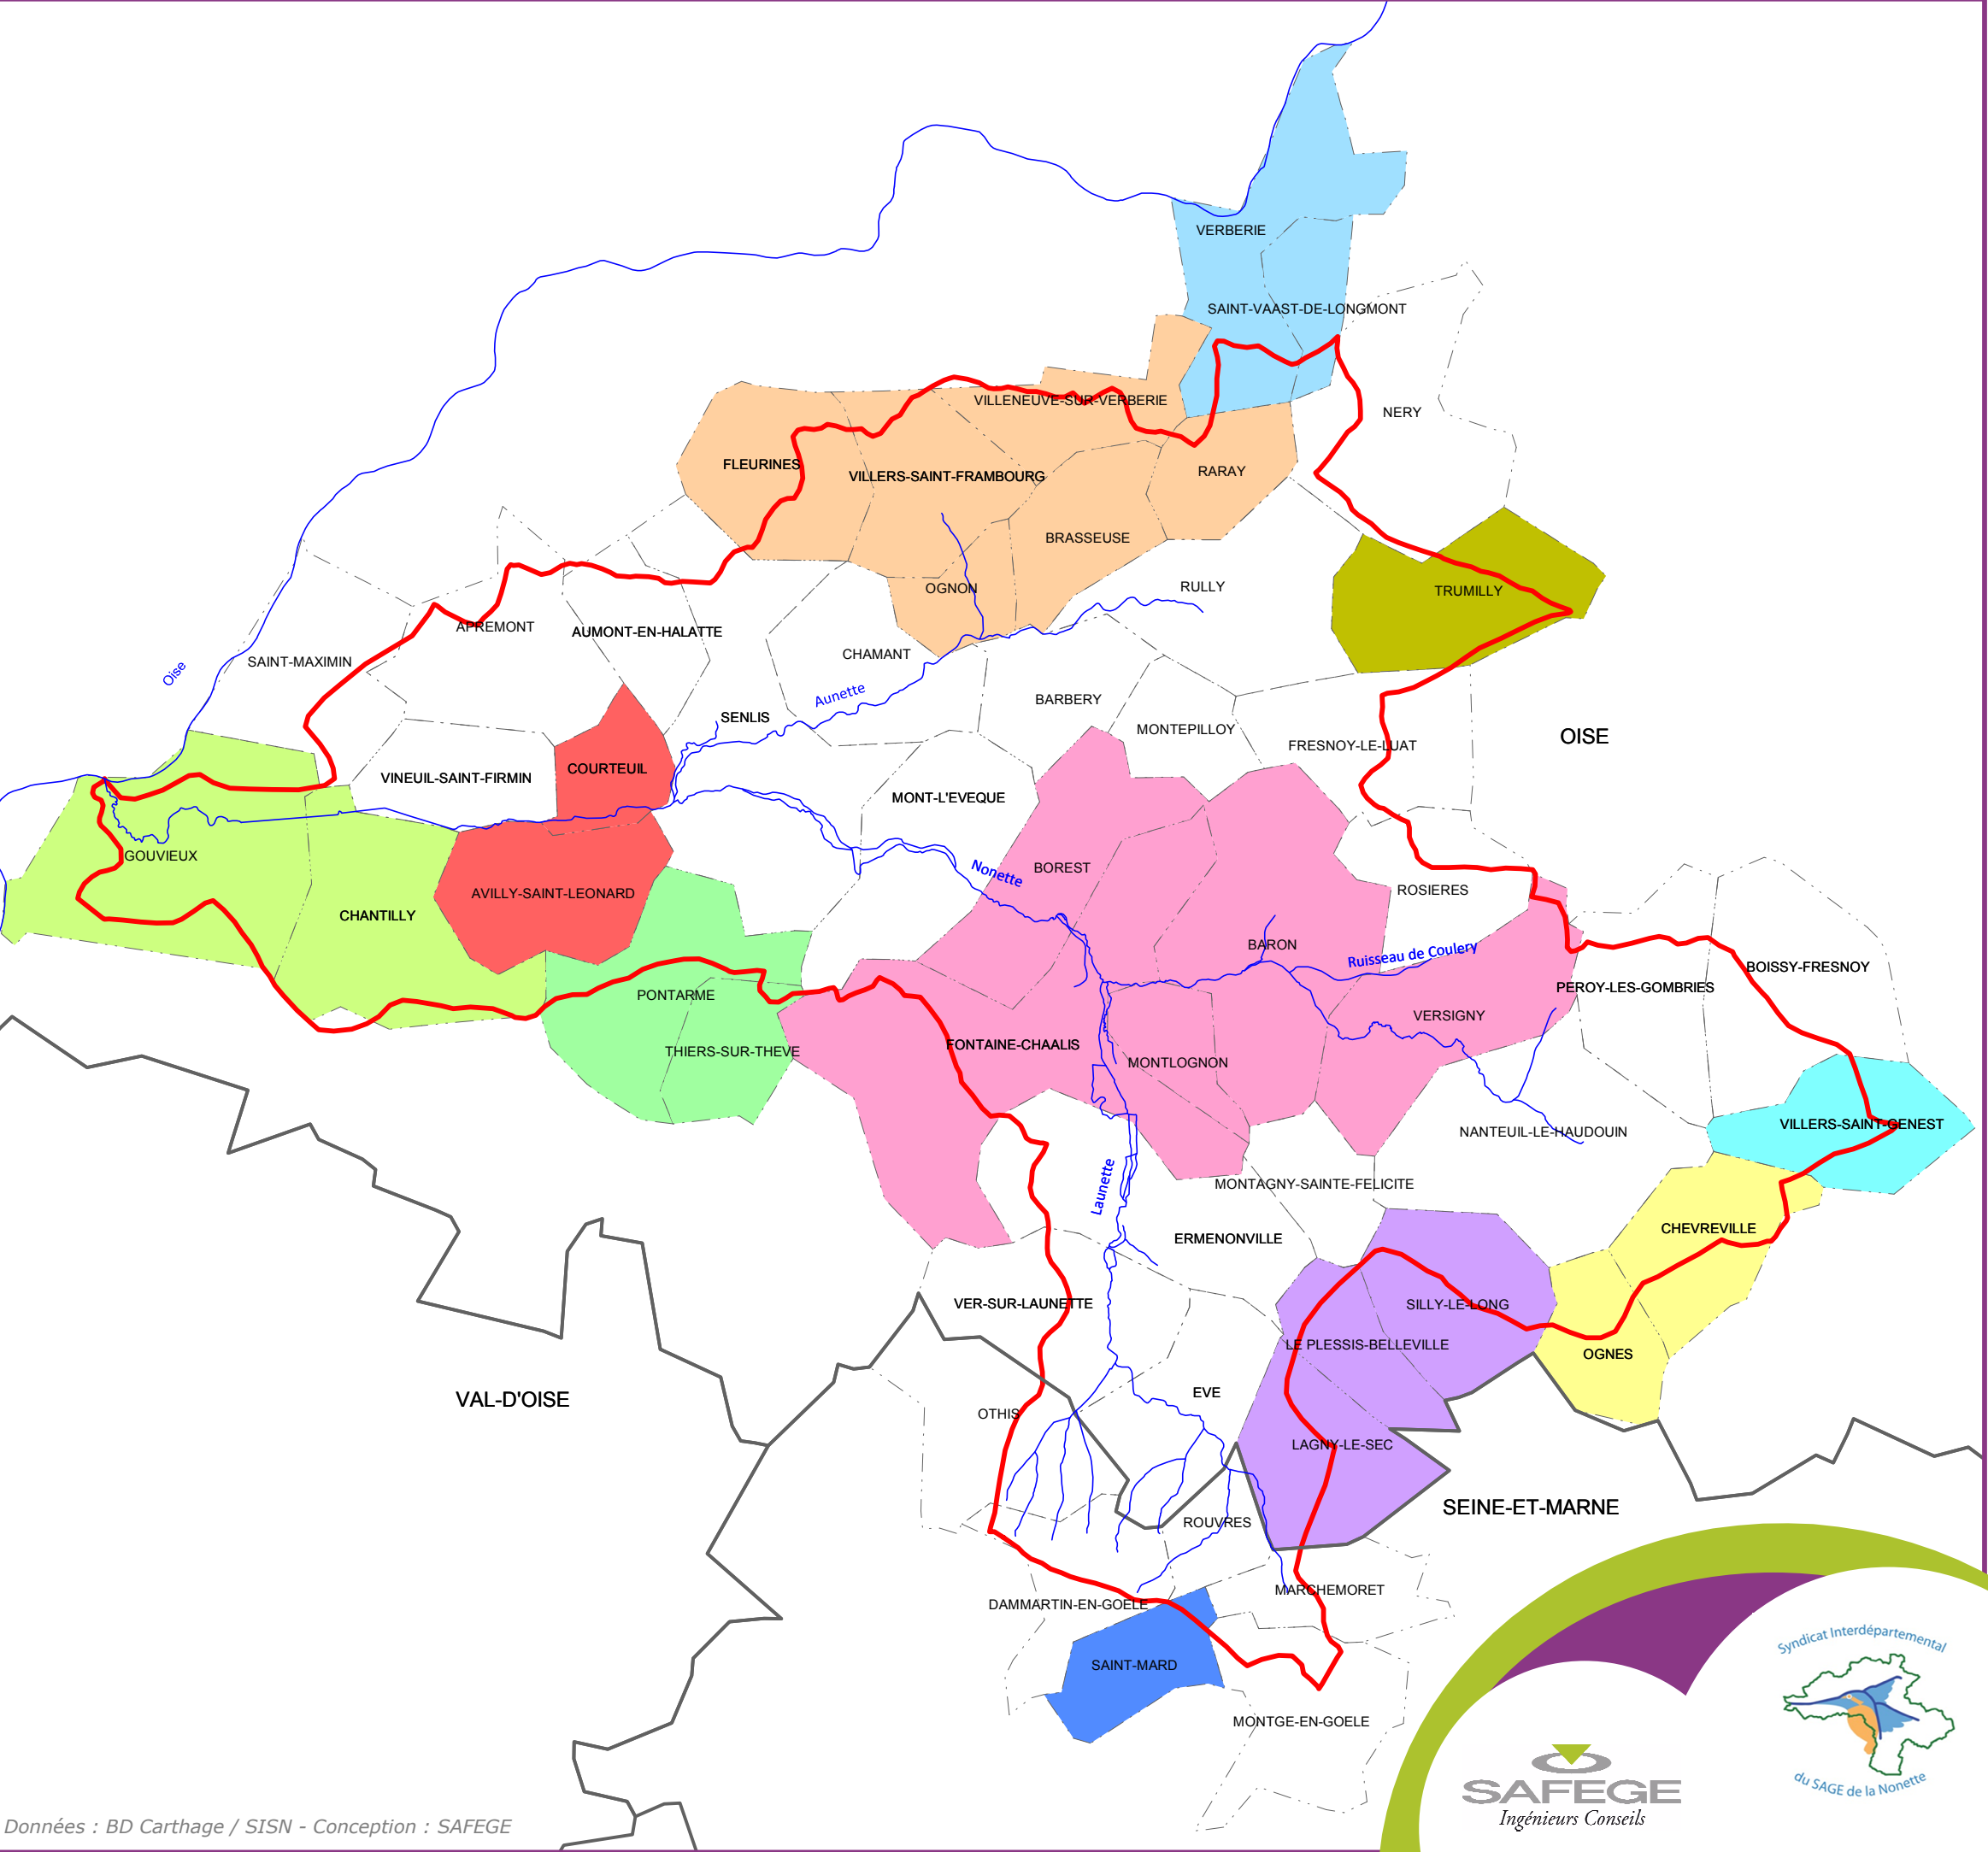 VERBERIE
SAINT-VAAST-DE-LONGMONT
VILLENEUVE-SUR-VERBERIE
NERY
FLEURINES
VILLERS-SAINT-FRAMBOURG
RARAY
BRASSEUSE
OGNON
RULLY
TRUMILLY
APREMONT
AUMONT-EN-HALATTE
SAINT-MAXIMIN
Oise
CHAMANT
Aunette
BARBERY
SENLIS
MONTEPILLOY
FRESNOY-LE-LUAT
OISE
VINEUIL-SAINT-FIRMIN
COURTEUIL
MONT-L'EVEQUE
GOUVIEUX
BOREST
Nonette
AVILLY-SAINT-LEONARD
ROSIERES
CHANTILLY
BARON
Ruisseau de Coulery
BOISSY-FRESNOY
PEROY-LES-GOMBRIES
PONTARME
VERSIGNY
THIERS-SUR-THEVE
FONTAINE-CHAALIS
MONTLOGNON
NANTEUIL-LE-HAUDOUIN
VILLERS-SAINT-GENEST
Launette
MONTAGNY-SAINTE-FELICITE
CHEVREVILLE
ERMENONVILLE
VER-SUR-LAUNETTE
SILLY-LE-LONG
LE PLESSIS-BELLEVILLE
OGNES
VAL-D'OISE
EVE
OTHIS
LAGNY-LE-SEC
SEINE-ET-MARNE
ROUVRES
MARCHEMORET
DAMMARTIN-EN-GOELE
SAINT-MARD
MONTGE-EN-GOELE
Syndicat Interdépartemental
du SAGE de la Nonette
SAFEGE
Ingénieurs Conseils
Données : BD Carthage / SISN - Conception : SAFEGE